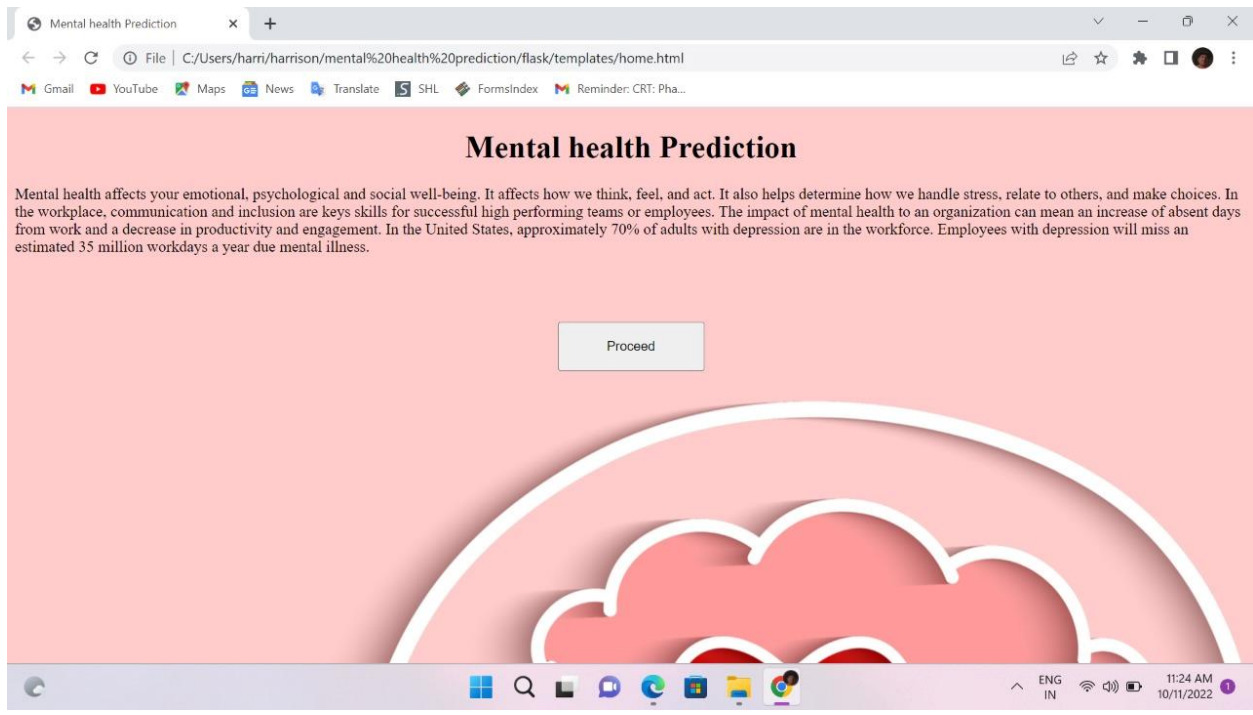 Mental health Prediction
File | C:/Users/harri/harrison/mental%20health%20prediction/flask/templates/home.html
Gmail YouTube Maps News Translate SHL FormsIndex Reminder: CRT: Pha...
Mental health Prediction
Mental health affects your emotional, psychological and social well-being. It affects how we think, feel, and act. It also helps determine how we handle stress, relate to others, and make choices. In
the workplace, communication and inclusion are keys skills for successful high performing teams or employees. The impact of mental health to an organization can mean an increase of absent days
from work and a decrease in productivity and engagement. In the United States, approximately 70% of adults with depression are in the workforce. Employees with depression will miss an
estimated 35 million workdays a year due mental illness.
Proceed
ENG 11:24 AM
IN 10/11/2022 1